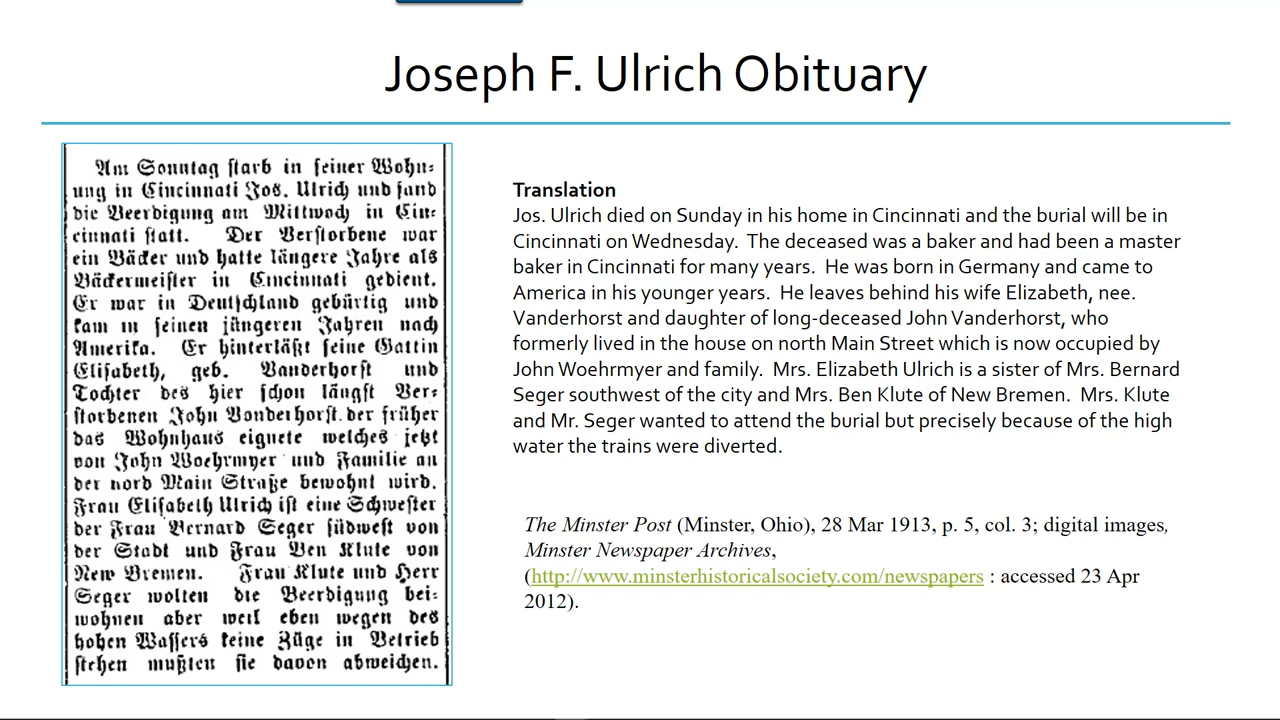 Joseph F. Ulrich Obituary
Am Sonntag starb in seiner Wohn-
ung in Cincinnati Jos. Ulrich und fand
die Beerdigung am Mittwoch in Cin-
cinnati statt. Der Verstorbene war
ein Bäcker und hatte längere Jahre als
Bäckermeister in Cincinnati gedient.
Er war in Deutschland gebürtig und
kam in seinen jüngeren Jahren nach
Amerika. Er hinterläßt seine Gattin
Elisabeth, geb. Vanderhorst und
Tochter des hier schon längst Ver-
storbenen John Vonderhorst. der früher
das Wohnhaus eignete welches jetzt
von John Woehrmyer und Familie an
der nord Main Straße bewohnt wird.
Frau Elisabeth Ulrich ist eine Schwester
der Frau Bernard Seger südwest von
der Stadt und Frau Ben Klute von
New Bremen. Frau Klute und Herr
Seger wolten die Beerdigung bei-
wohnen aber weil eben wegen des
hohen Wassers keine Züge in Betrieb
stehen mußten sie davon abweichen.
Translation
Jos. Ulrich died on Sunday in his home in Cincinnati and the burial will be in
Cincinnati on Wednesday. The deceased was a baker and had been a master
baker in Cincinnati for many years. He was born in Germany and came to
America in his younger years. He leaves behind his wife Elizabeth, nee.
Vanderhorst and daughter of long-deceased John Vanderhorst, who
formerly lived in the house on north Main Street which is now occupied by
John Woehrmyer and family. Mrs. Elizabeth Ulrich is a sister of Mrs. Bernard
Seger southwest of the city and Mrs. Ben Klute of New Bremen. Mrs. Klute
and Mr. Seger wanted to attend the burial but precisely because of the high
water the trains were diverted.
The Minster Post (Minster, Ohio), 28 Mar 1913, p. 5, col. 3; digital images,
Minster Newspaper Archives,
(http://www.minsterhistoricalsociety.com/newspapers : accessed 23 Apr
2012).